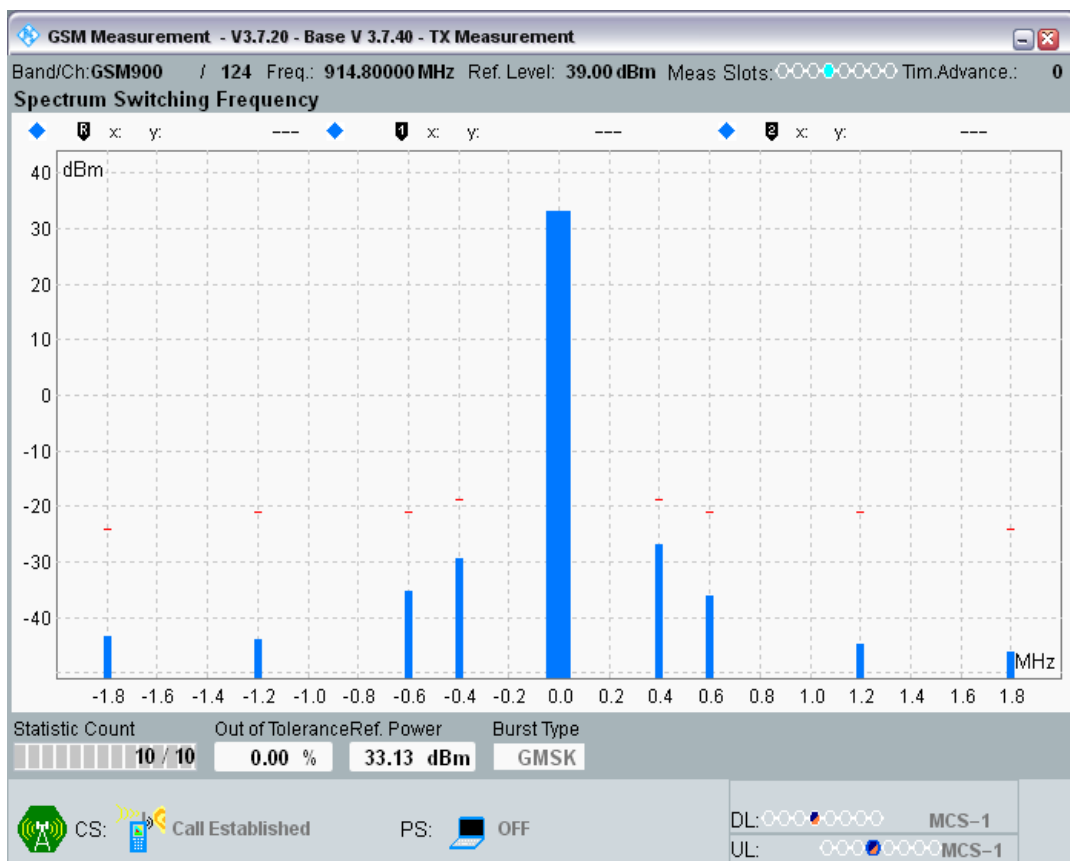 GSM Measurement - V3.7.20 - Base V 3.7.40 - TX Measurement
Band/Ch:GSM900 / 124 Freq.: 914.80000 MHz Ref. Level: 39.00 dBm Meas Slots: Tim.Advance.: 0
Spectrum Switching Frequency
R x: y: --- 1 x: y: --- 2 x: y: ---
dBm
40
30
20
10
0
-10
-20
-30
-40
MHz
-1.8 -1.6 -1.4 -1.2 -1.0 -0.8 -0.6 -0.4 -0.2 0.0 0.2 0.4 0.6 0.8 1.0 1.2 1.4 1.6 1.8
Statistic Count Out of Tolerance Ref. Power Burst Type
10 / 10 0.00 % 33.13 dBm GMSK
CS: Call Established PS: OFF
DL: MCS-1
UL: MCS-1